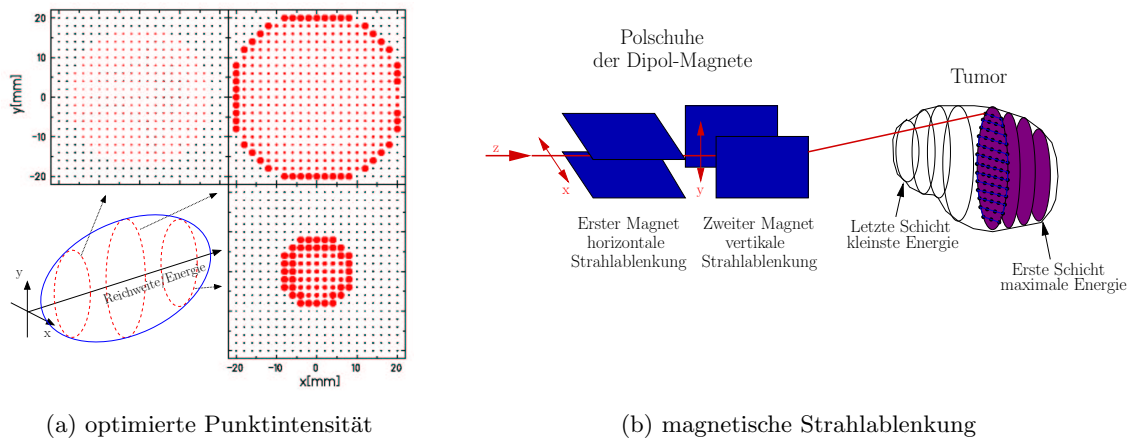 20
10
0
−10
−20
y[mm]
y
x
Reichweite/Energie
−20
−10
0
10
20
x[mm]
(a) optimierte Punktintensität
Polschuhe
der Dipol-Magnete
z
x
y
Erster Magnet
horizontale
Strahlablenkung
Zweiter Magnet
vertikale
Strahlablenkung
Tumor
Letzte Schicht
kleinste Energie
Erste Schicht
maximale Energie
(b) magnetische Strahlablenkung